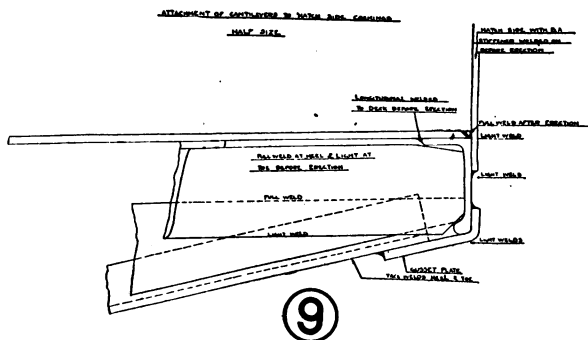 ATTACHMENT OF CANTILEVERS TO HATCH SIDE COAMINGS
HALF SIZE
HATCH SIDE WITH BA
STIFFENER WELDED ON
BEFORE ERECTION
LONGITUDINAL WELDED
TO DECK BEFORE ERECTION
FULL WELD AFTER ERECTION
LIGHT WELD
FULL WELD AT HEEL & LIGHT AT
TOE BEFORE ERECTION
LIGHT WELD
FULL WELD
LIGHT WELD
LIGHT WELDS
GUSSET PLATE
TACK WELDS HEEL & TOE
9